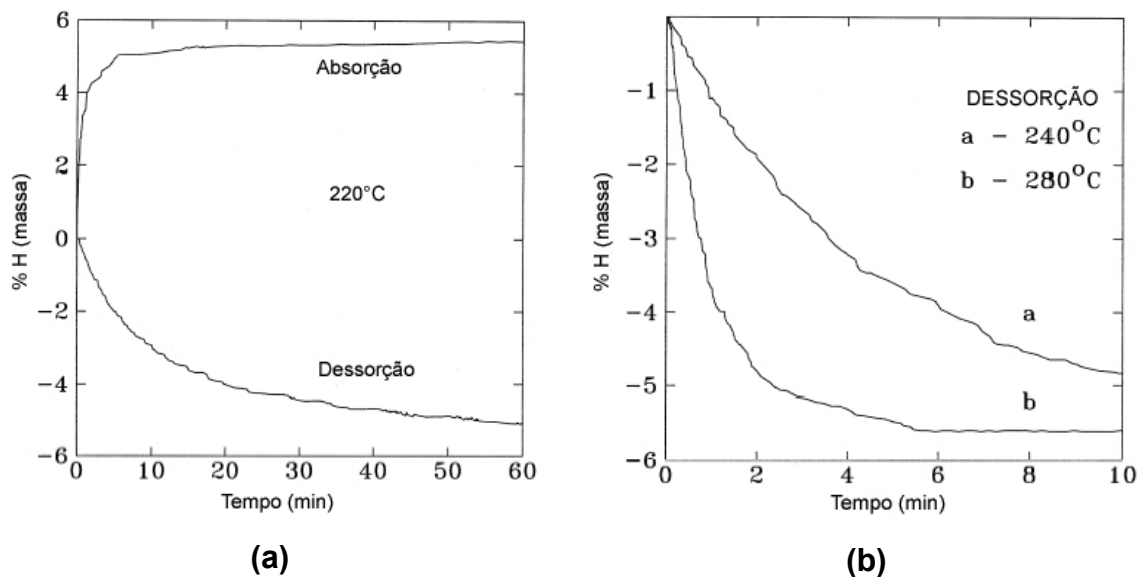 6
4
2
0
−2
−4
−6
% H (massa)
Absorção
220°C
Dessorção
0 10 20 30 40 50 60
Tempo (min)
(a)
−1
−2
−3
−4
−5
−6
% H (massa)
DESSORÇÃO
a − 240°C
b − 280°C
a
b
0 2 4 6 8 10
Tempo (min)
(b)